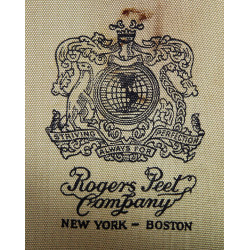 STRIVING ALWAYS FOR PERFECTION
Rogers Peet
Company
NEW YORK - BOSTON